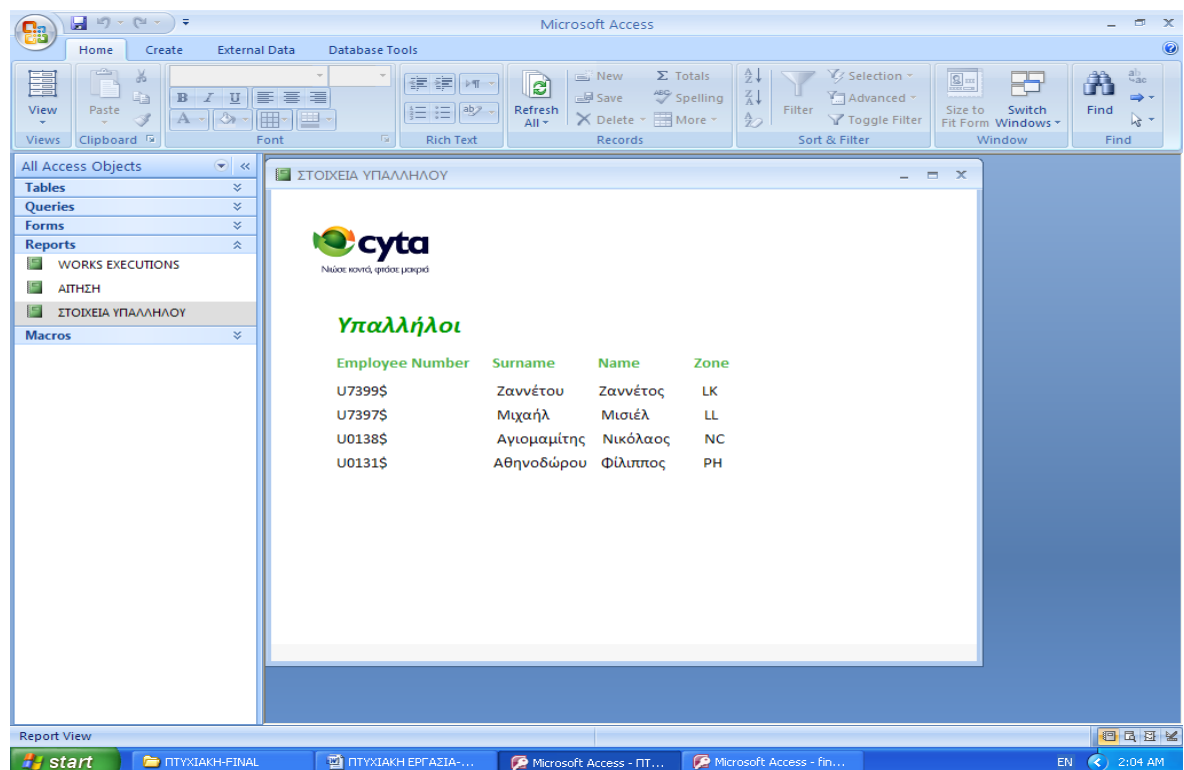 Microsoft Access
Home Create External Data Database Tools
View Paste B I U A Refresh All New Save Delete Totals Spelling More Filter Selection Advanced Toggle Filter Size to Fit Form Switch Windows Find
Views Clipboard Font Rich Text Records Sort & Filter Window Find
All Access Objects
Tables
Queries
Forms
Reports
WORKS EXECUTIONS
ΑΙΤΗΣΗ
ΣΤΟΙΧΕΙΑ ΥΠΑΛΛΗΛΟΥ
Macros
ΣΤΟΙΧΕΙΑ ΥΠΑΛΛΗΛΟΥ
cyta
Νιώσε κοντά, φτάσε μακριά
Υπαλλήλοι
Employee Number Surname Name Zone
U7399$ Ζαννέτου Ζαννέτος LK
U7397$ Μιχαήλ Μισιέλ LL
U0138$ Αγιομαμίτης Νικόλαος NC
U0131$ Αθηνοδώρου Φίλιππος PH
Report View
start ΠΤΥΧΙΑΚΗ-FINAL ΠΤΥΧΙΑΚΗ ΕΡΓΑΣΙΑ-... Microsoft Access - ΠΤ... Microsoft Access - fin... EN 2:04 AM